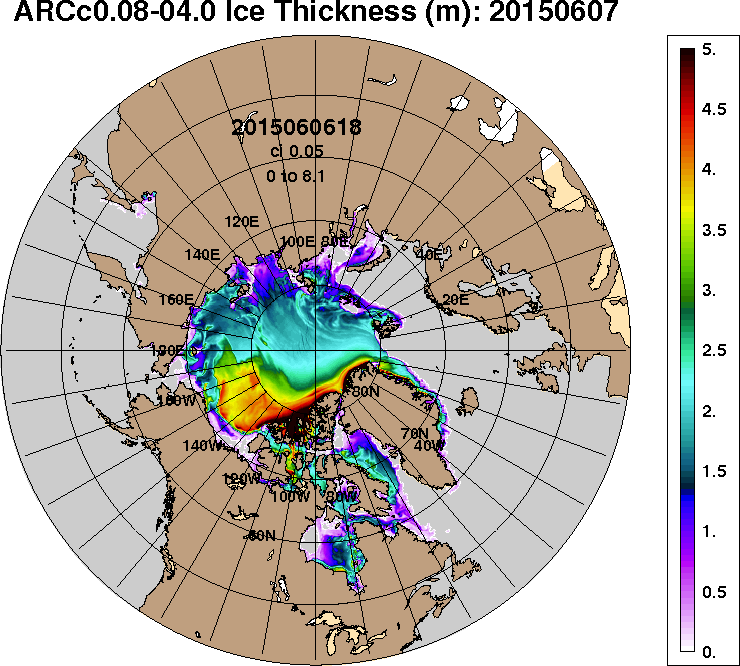 ARCc0.08-04.0 Ice Thickness (m): 20150607
2015060618
ci 0.05
0 to 8.1
120E
100E 80E
140E
40E
160E
20E
180E
160W
80N
140W
70N
40W
120W
100W
80W
60N
5.
4.5
4.
3.5
3.
2.5
2.
1.5
1.
0.5
0.